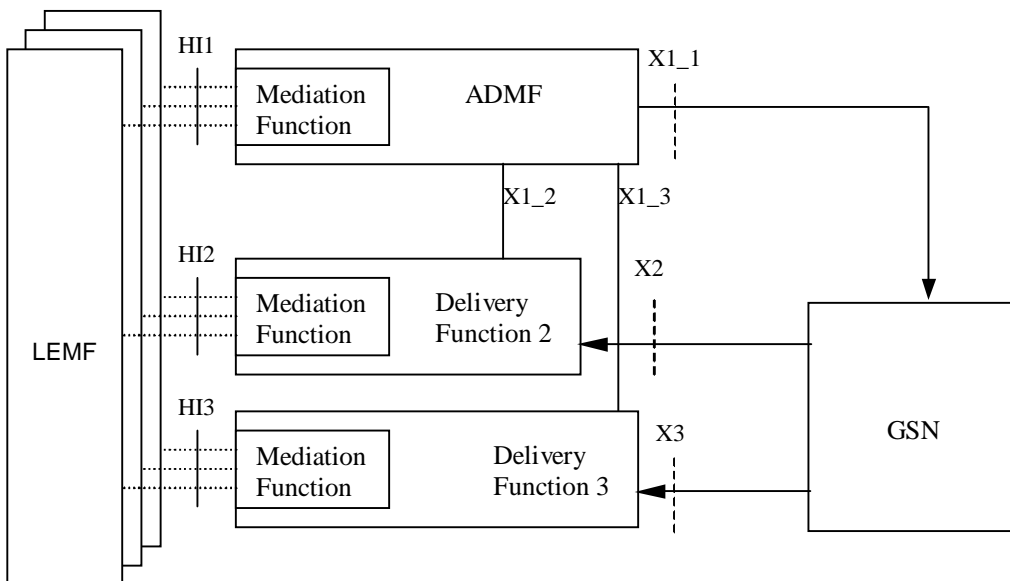 HI1
X1_1
Mediation
Function
ADMF
X1_2
X1_3
HI2
X2
Mediation
Function
Delivery
Function 2
LEMF
HI3
X3
GSN
Mediation
Function
Delivery
Function 3